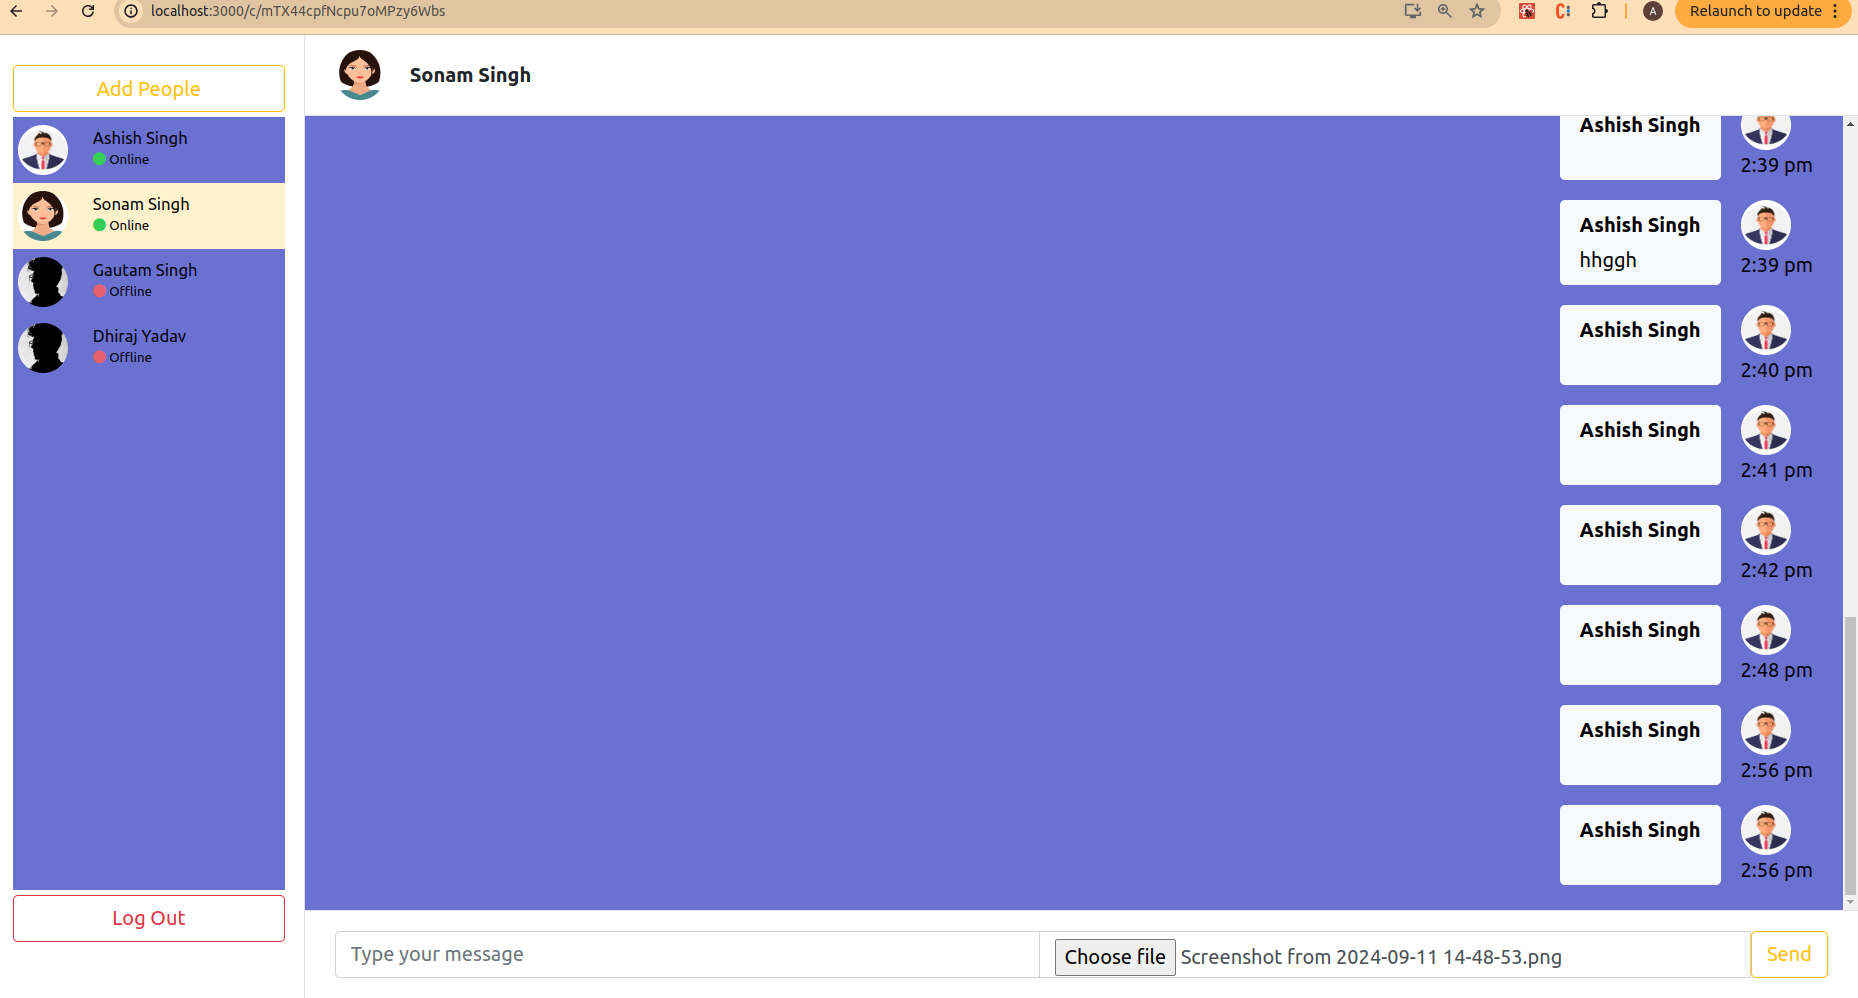 localhost:3000/c/mTX44cpfNcpu7oMPzy6Wbs
A
Relaunch to update
Add People
Ashish Singh
Online
Sonam Singh
Online
Gautam Singh
Offline
Dhiraj Yadav
Offline
Log Out
Sonam Singh
Ashish Singh
2:39 pm
Ashish Singh
hhggh
2:39 pm
Ashish Singh
2:40 pm
Ashish Singh
2:41 pm
Ashish Singh
2:42 pm
Ashish Singh
2:48 pm
Ashish Singh
2:56 pm
Ashish Singh
2:56 pm
Type your message
Choose file Screenshot from 2024-09-11 14-48-53.png
Send